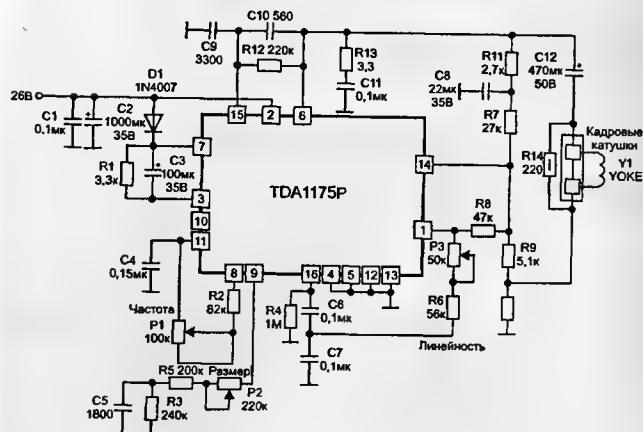 C10 560
C9
3300
R12 220к
R13
3,3
C11
0,1мк
R11
2,7к
C12
470мк
50В
D1
1N4007
26В
C1
0,1мк
C2
1000мк
35В
C8
22мк
35В
R7
27к
15
2
6
Кадровые
катушки
7
R1
3,3к
C3
100мк
35В
TDA1175P
14
R14
220
Y1
YOKE
3
10
11
1
R8
47к
C4
0,15мк
P3
50к
R9
5,1к
8
9
16
4
5
12
13
Частота
R2
82к
P1
100к
R4
1М
C6
0,1мк
R6
56к
C7
0,1мк
Линейность
R5 200к
Размер
P2
220к
C5
1800
R3
240к